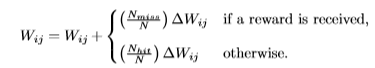 W_{ij} = W_{ij} + \begin{cases} \left(\frac{N_{miss}}{N}\right) \Delta W_{ij} & \text{if a reward is received,} \\ \left(\frac{N_{hit}}{N}\right) \Delta W_{ij} & \text{otherwise.} \end{cases}